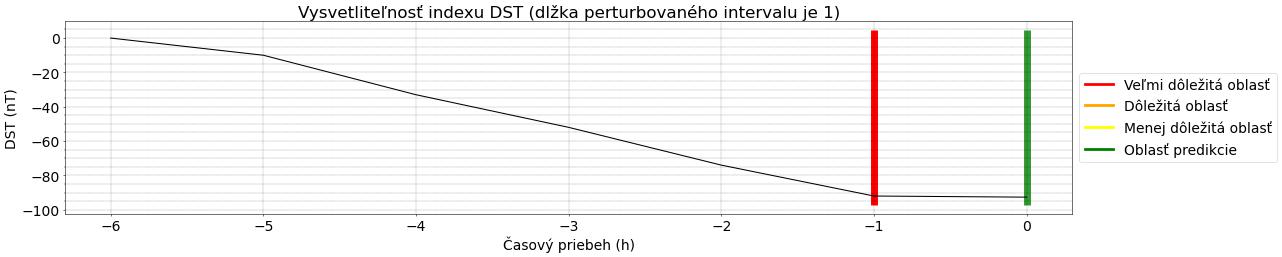 Vysvetliteľnosť indexu DST (dĺžka perturbovaného intervalu je 1)
DST (nT)
0
−20
−40
−60
−80
−100
−6 −5 −4 −3 −2 −1 0
Časový priebeh (h)
Veľmi dôležitá oblasť
Dôležitá oblasť
Menej dôležitá oblasť
Oblasť predikcie